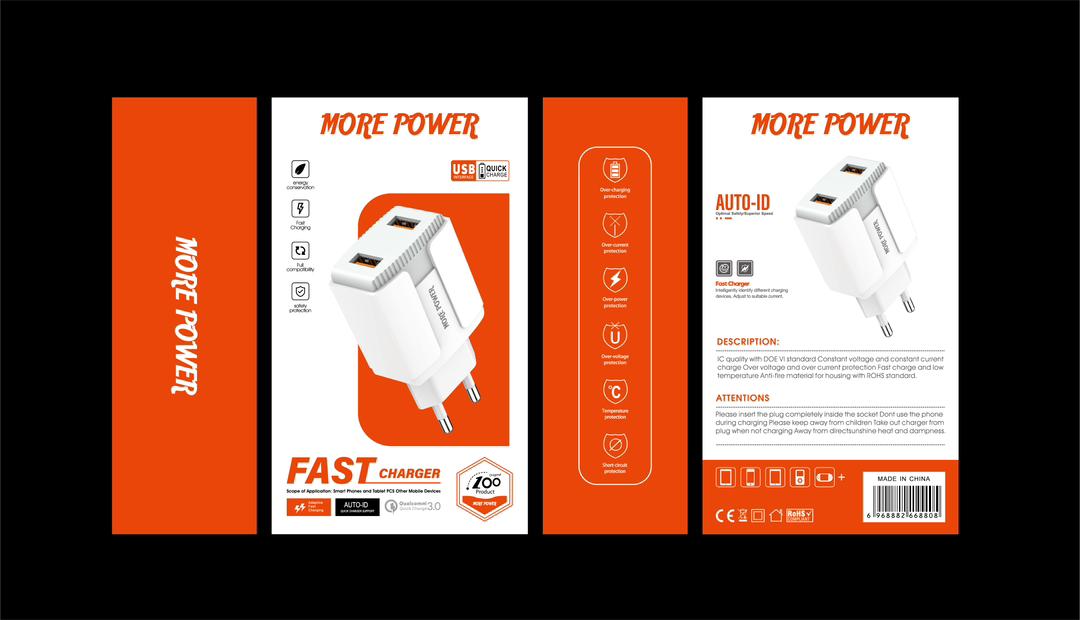 MORE POWER
MORE POWER
energy
conservation
Fast
Charging
Full
compatibility
safety
protection
USB
INTERFACE
QUICK
CHARGE
MORE POWER
FAST CHARGER
Scope of Application: Smart Phones and Tablet PCS Other Mobile Devices
Adaptive
Fast
Charging
AUTO-ID
QUICK CHARGER SUPPORT
Qualcomm
Quick Charge 3.0
Original
100
Product
MORE POWER
Over-charging
protection
Over-current
protection
Over-power
protection
U
Over-voltage
protection
°C
Temperature
protection
Short-circuit
protection
MORE POWER
AUTO-ID
Optimal Safety/Superior Speed
MORE POWER
Fast Charger
Intelligently identify different charging
devices, Adjust to suitable current.
DESCRIPTION:
IC quality with DOE VI standard Constant voltage and constant current
charge Over voltage and over current protection Fast charge and low
temperature Anti-fire material for housing with ROHS standard.
ATTENTIONS
Please insert the plug completely inside the socket Dont use the phone
during charging Please keep away from children Take out charger from
plug when not charging Away from directsunshine heat and dampness.
+
MADE IN CHINA
6 968882 668808
CE
RoHS
COMPLIANT